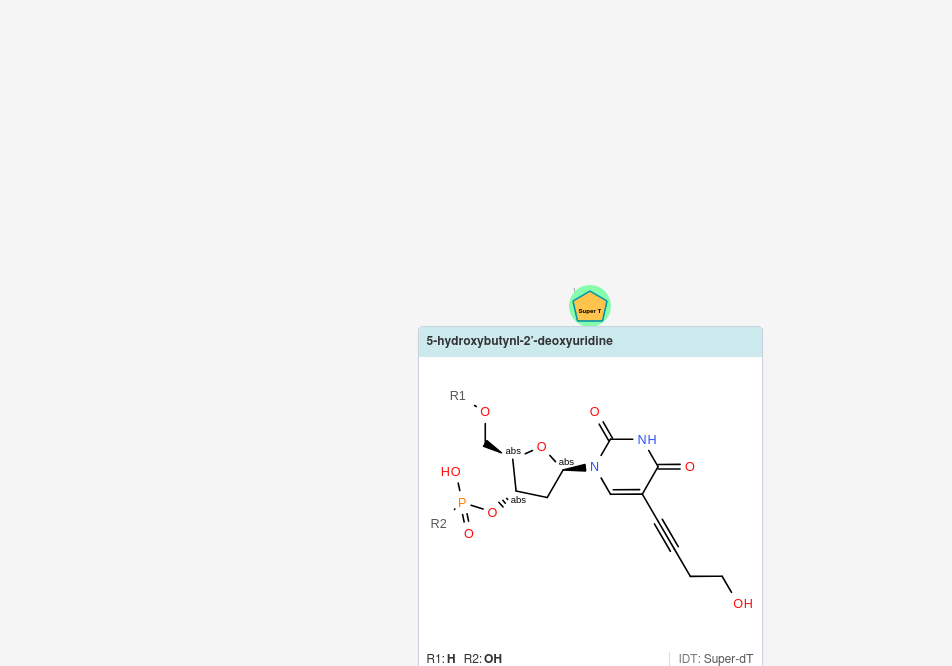 Super T
5-hydroxybutynl-2'-deoxyuridine
R1
O
O
HO
abs
O
abs
N
NH
O
P
O
abs
R2
O
OH
R1: H R2: OH IDT: Super-dT